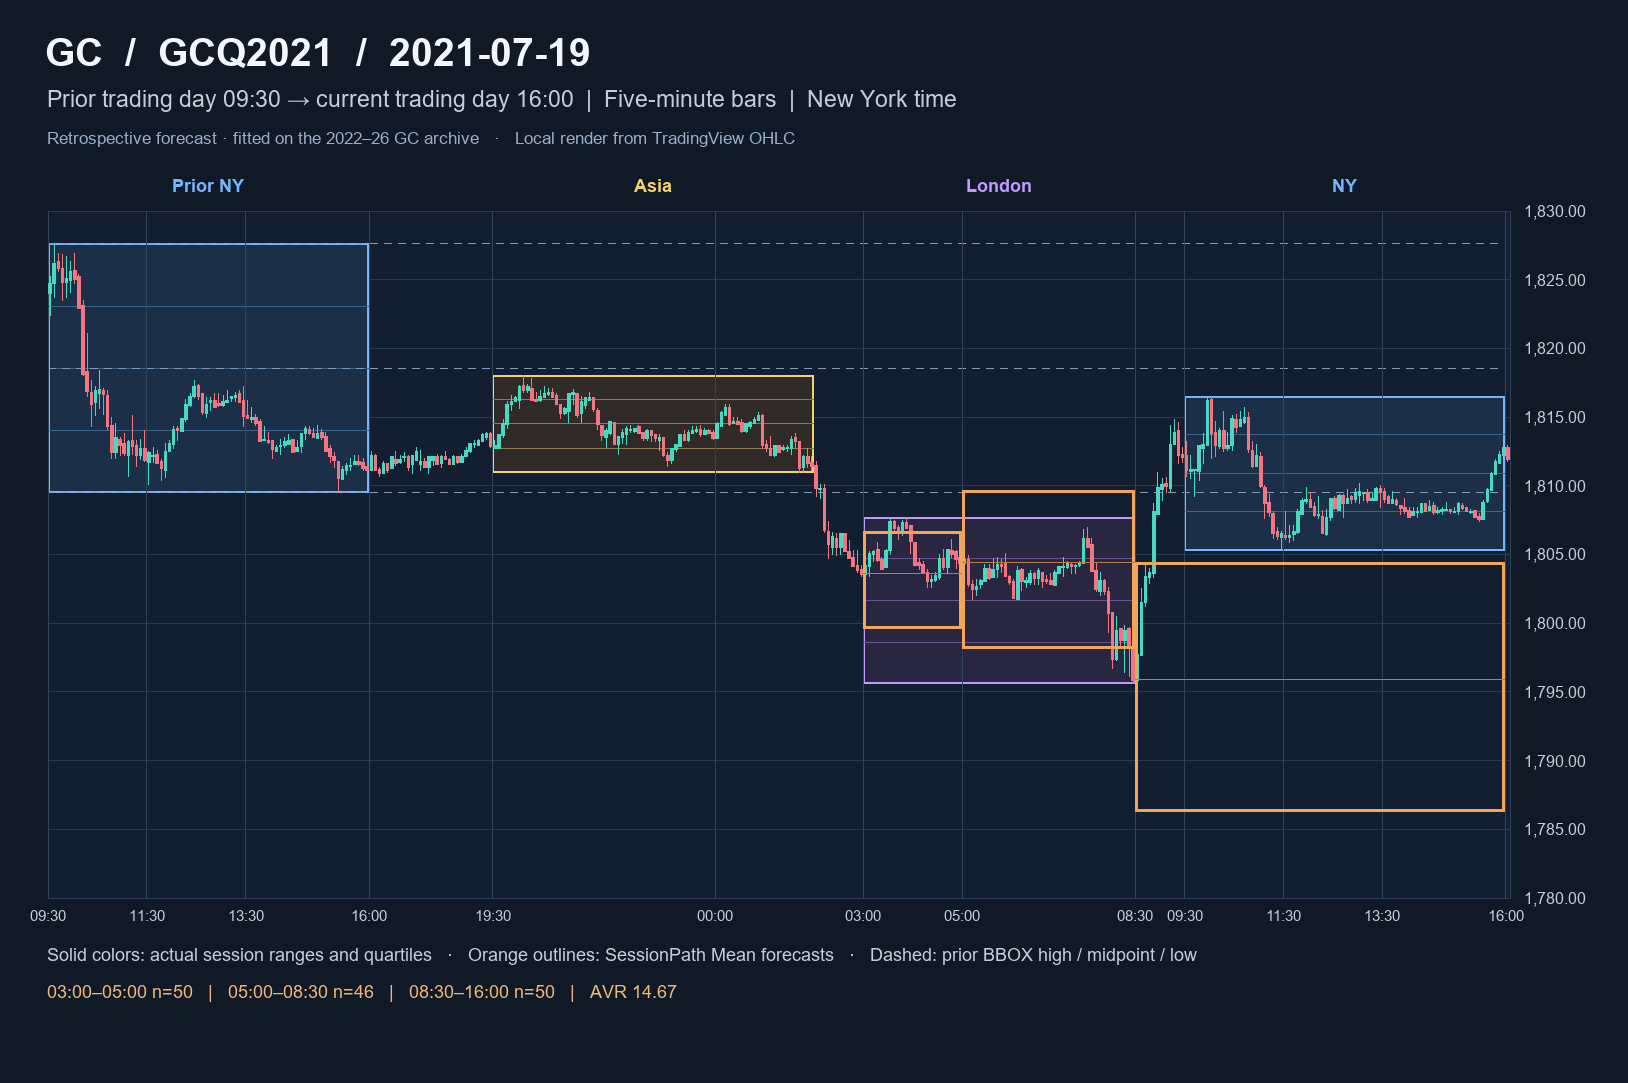 GC / GCQ2021 / 2021-07-19
Prior trading day 09:30 → current trading day 16:00 | Five-minute bars | New York time
Retrospective forecast · fitted on the 2022–26 GC archive · Local render from TradingView OHLC
Prior NY Asia London NY
1,830.00
1,825.00
1,820.00
1,815.00
1,810.00
1,805.00
1,800.00
1,795.00
1,790.00
1,785.00
1,780.00
09:30 11:30 13:30 16:00 19:30 00:00 03:00 05:00 08:30 09:30 11:30 13:30 16:00
Solid colors: actual session ranges and quartiles · Orange outlines: SessionPath Mean forecasts · Dashed: prior BBOX high / midpoint / low
03:00–05:00 n=50 | 05:00–08:30 n=46 | 08:30–16:00 n=50 | AVR 14.67